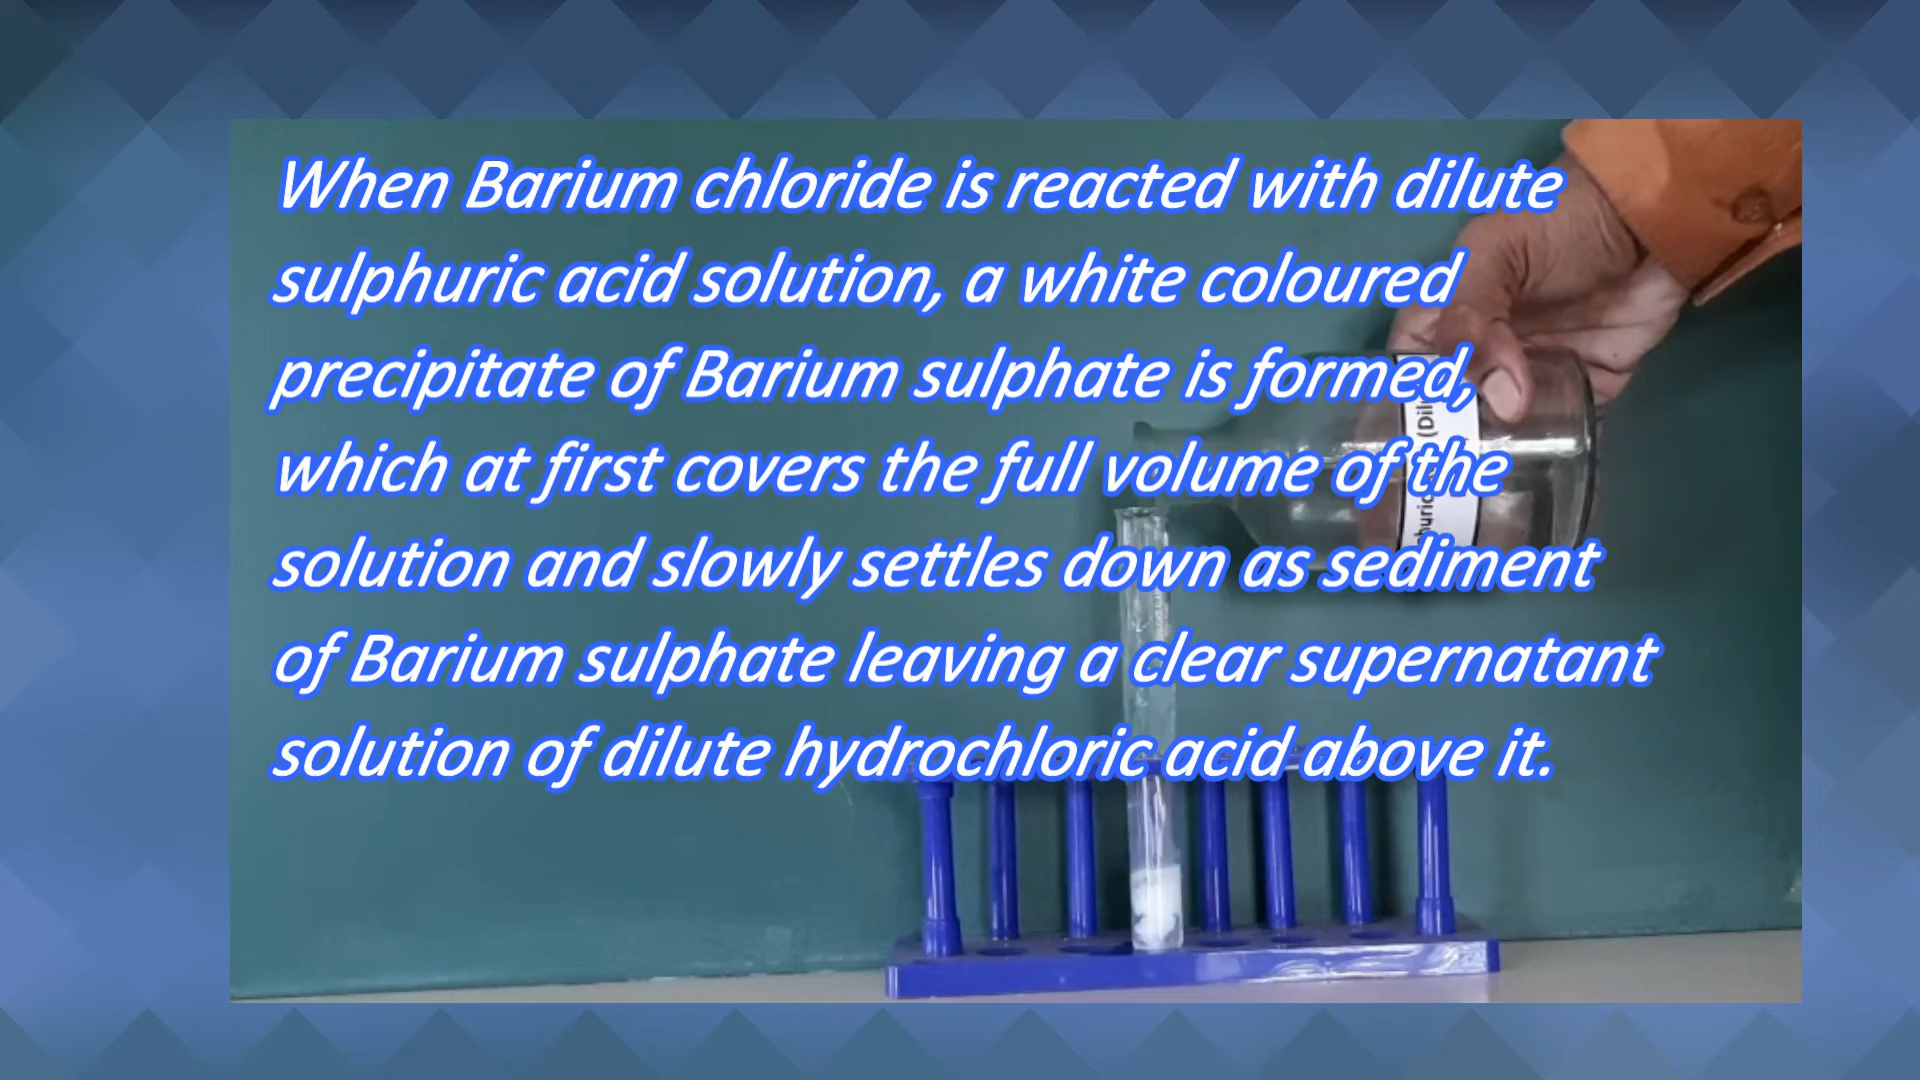 When Barium chloride is reacted with dilute
sulphuric acid solution, a white coloured
precipitate of Barium sulphate is formed,
which at first covers the full volume of the
solution and slowly settles down as sediment
of Barium sulphate leaving a clear supernatant
solution of dilute hydrochloric acid above it.